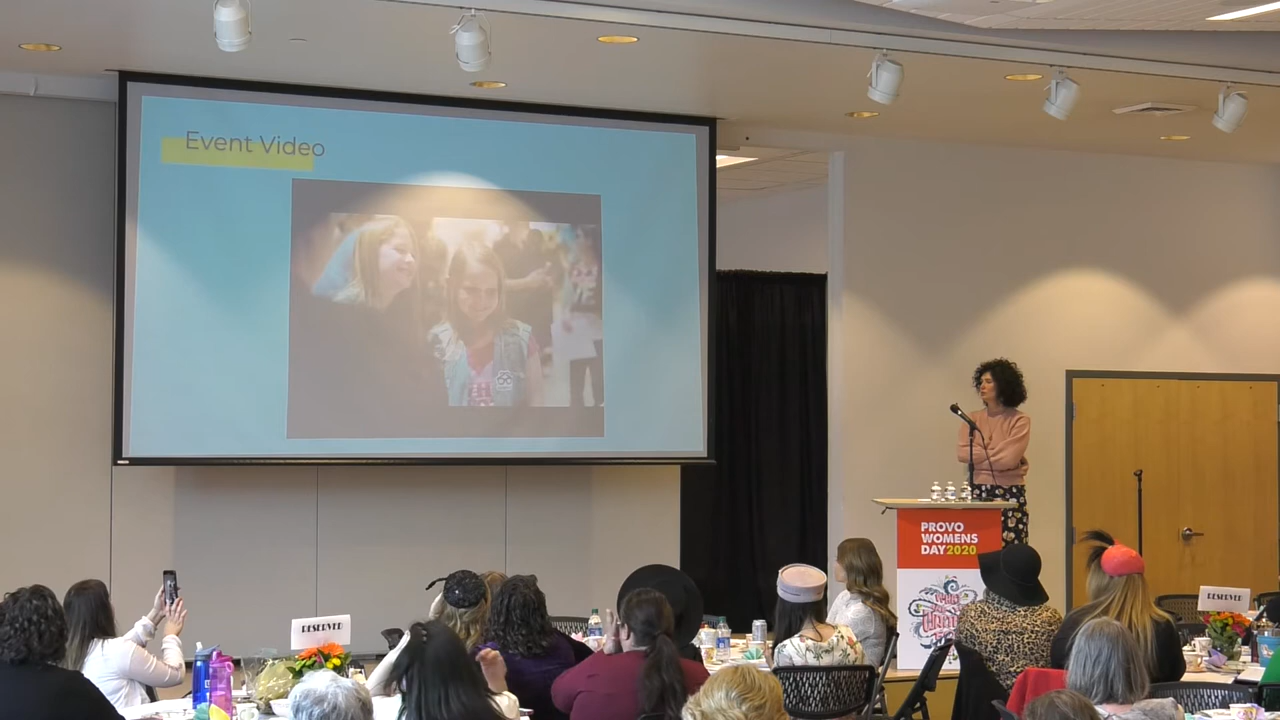 Event Video
PROVO
WOMENS
DAY2020
RESERVED
RESERVED